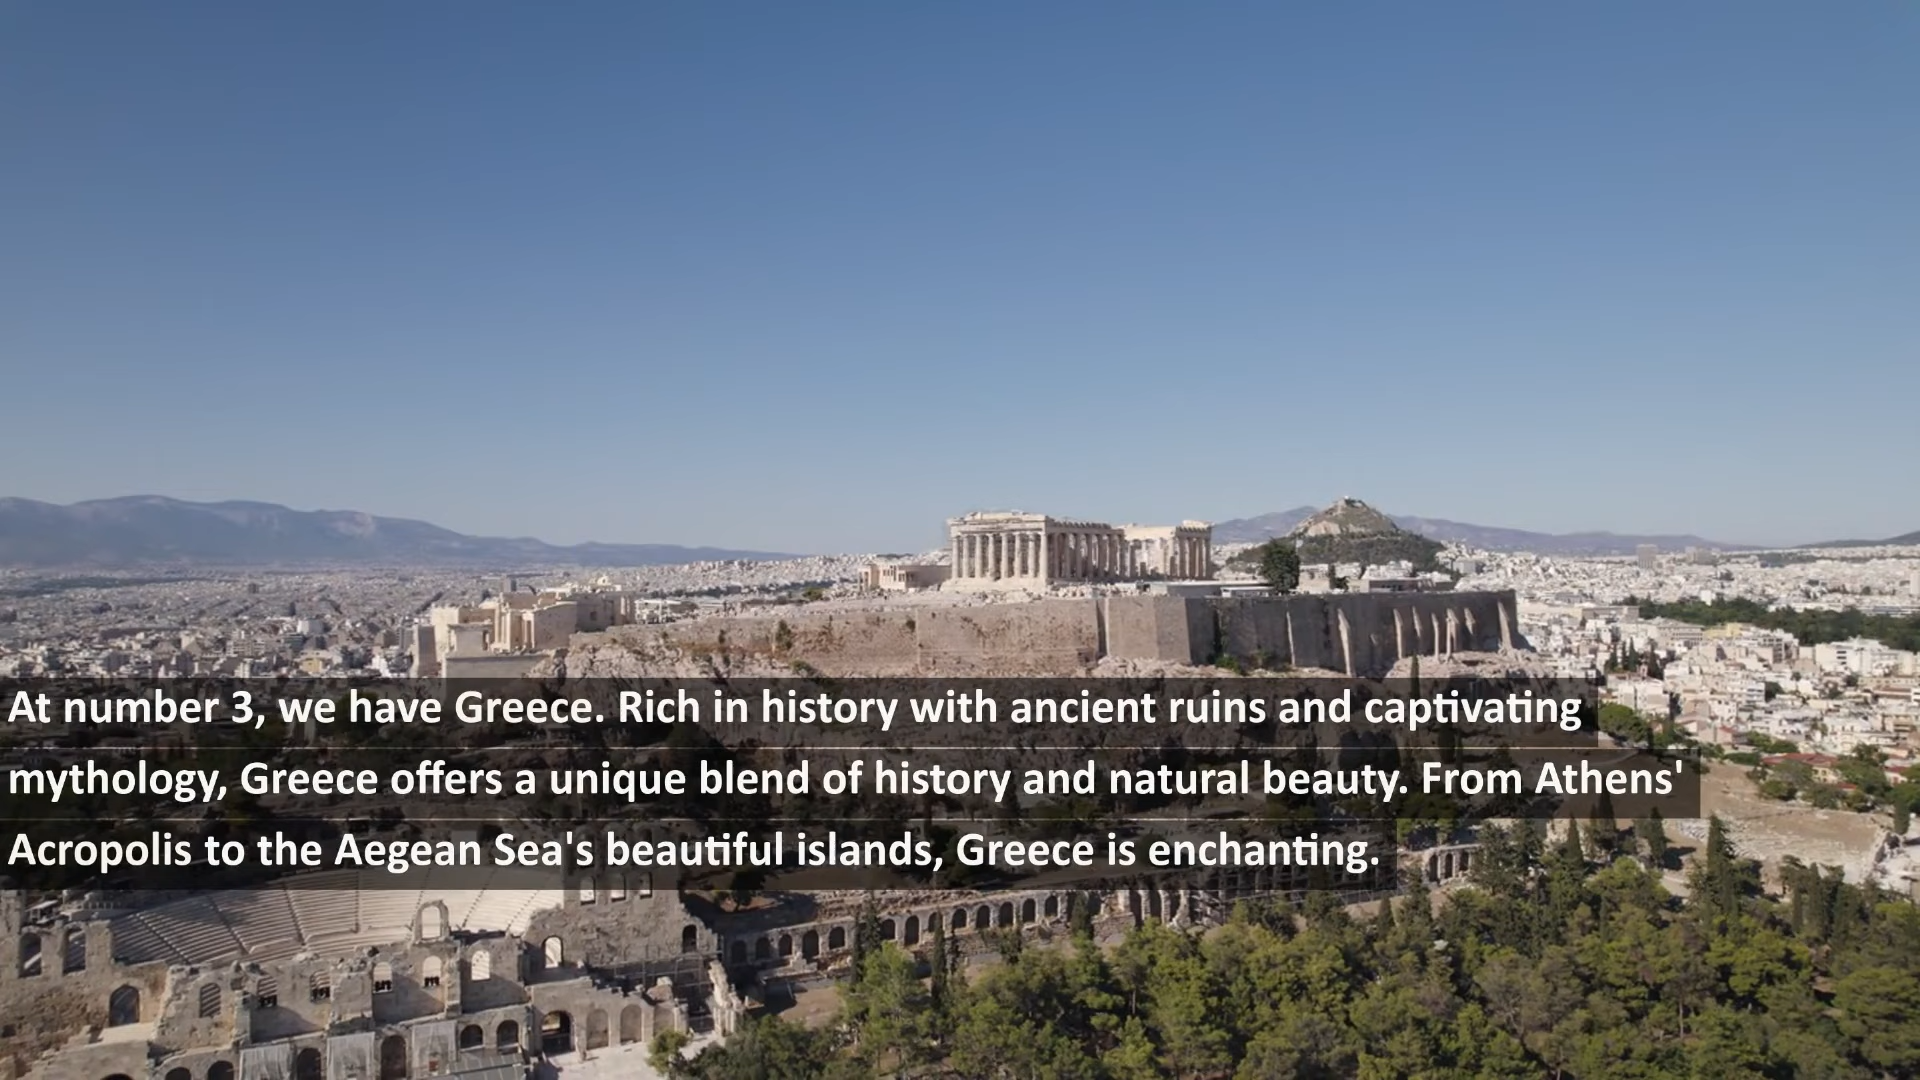 At number 3, we have Greece. Rich in history with ancient ruins and captivating
mythology, Greece offers a unique blend of history and natural beauty. From Athens'
Acropolis to the Aegean Sea's beautiful islands, Greece is enchanting.